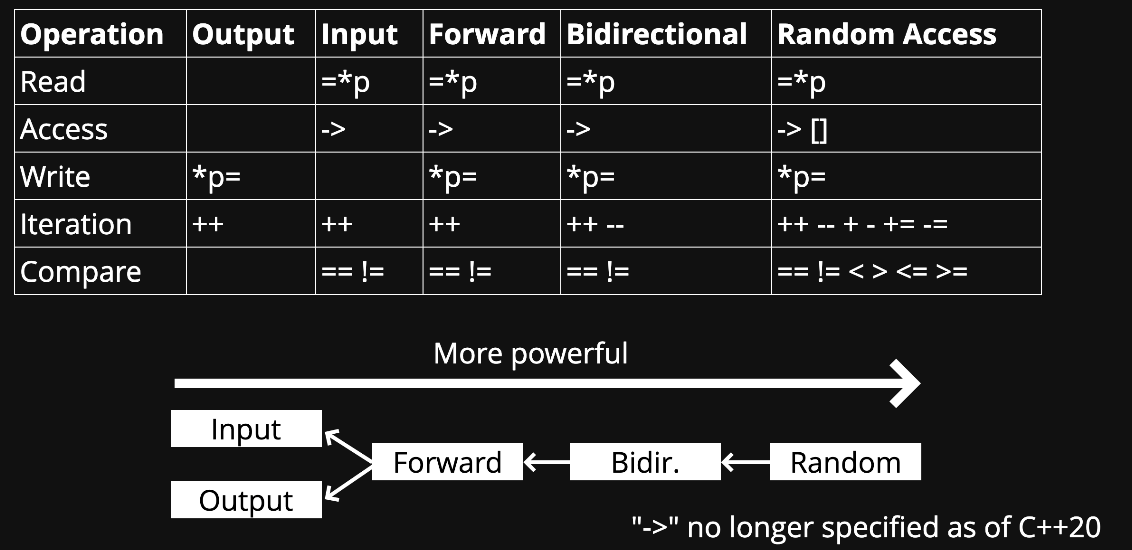 Operation Output Input Forward Bidirectional Random Access
Read =*p =*p =*p =*p
Access -> -> -> -> []
Write *p= *p= *p= *p=
Iteration ++ ++ ++ ++ -- ++ -- + - += -=
Compare == != == != == != == != < > <= >=
More powerful
Input
Forward Bidir. Random
Output
"->" no longer specified as of C++20